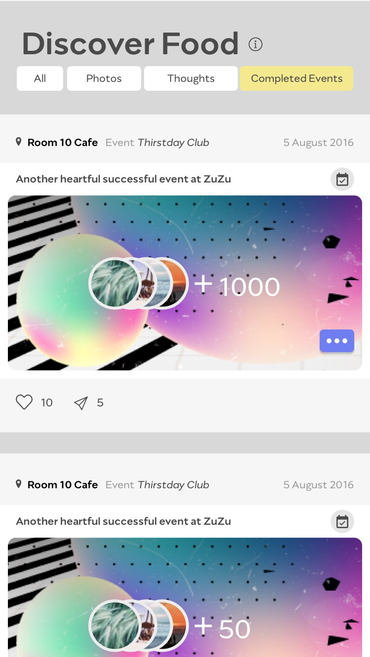 Discover Food
All Photos Thoughts Completed Events
Room 10 Cafe Event Thirstday Club 5 August 2016
Another heartful successful event at ZuZu
+ 1000
10 5
Room 10 Cafe Event Thirstday Club 5 August 2016
Another heartful successful event at ZuZu
+ 50